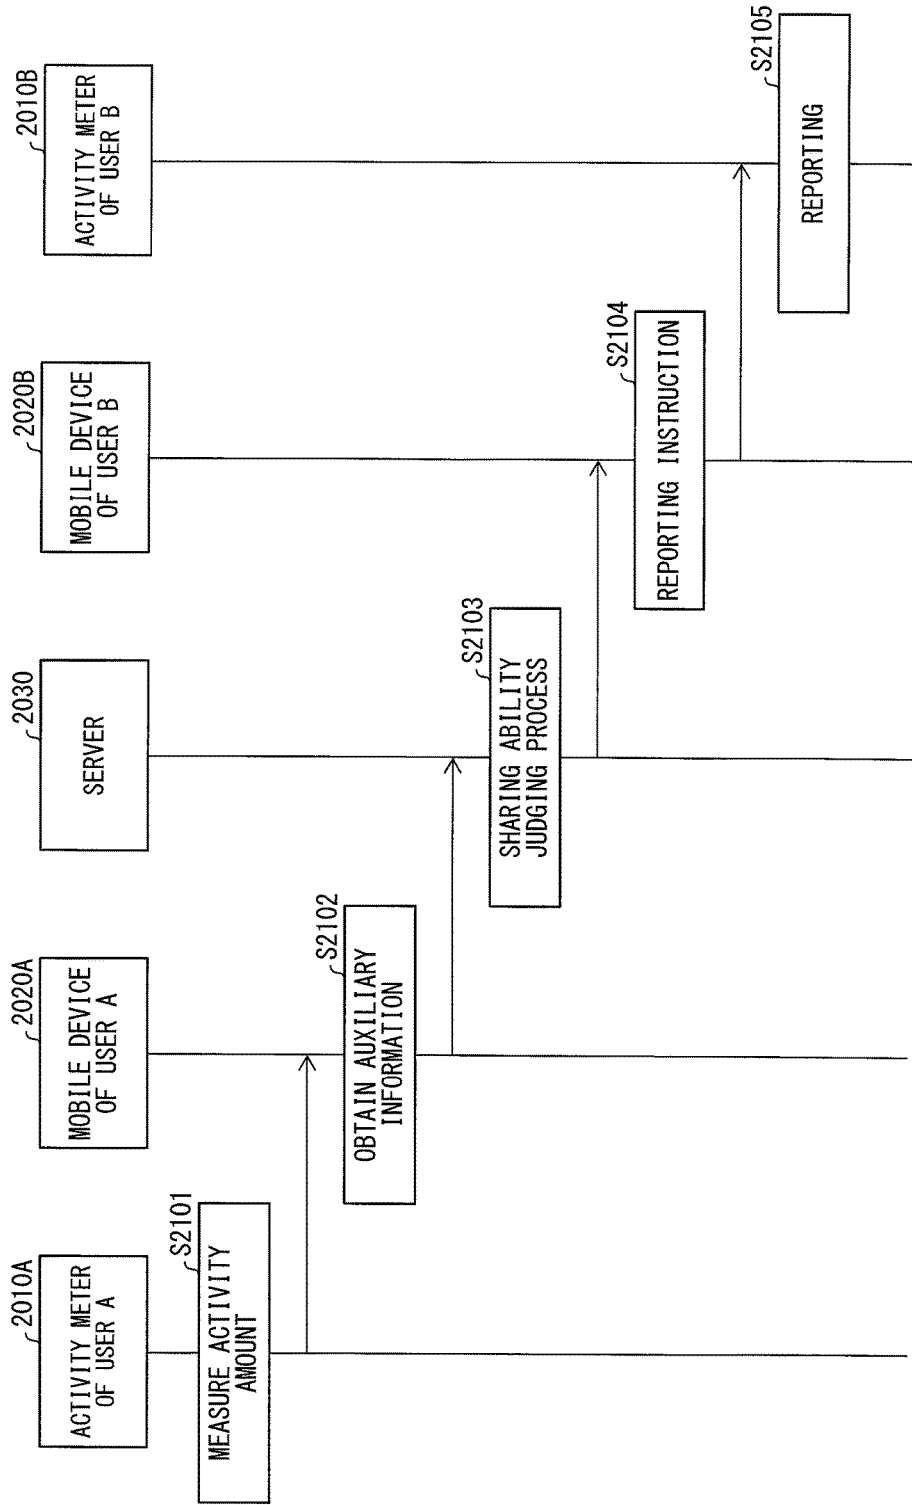 2010A
ACTIVITY METER
OF USER A
2020A
MOBILE DEVICE
OF USER A
2030
SERVER
2020B
MOBILE DEVICE
OF USER B
2010B
ACTIVITY METER
OF USER B
S2101
MEASURE ACTIVITY
AMOUNT
S2102
OBTAIN AUXILIARY
INFORMATION
S2103
SHARING ABILITY
JUDGING PROCESS
S2104
REPORTING INSTRUCTION
S2105
REPORTING